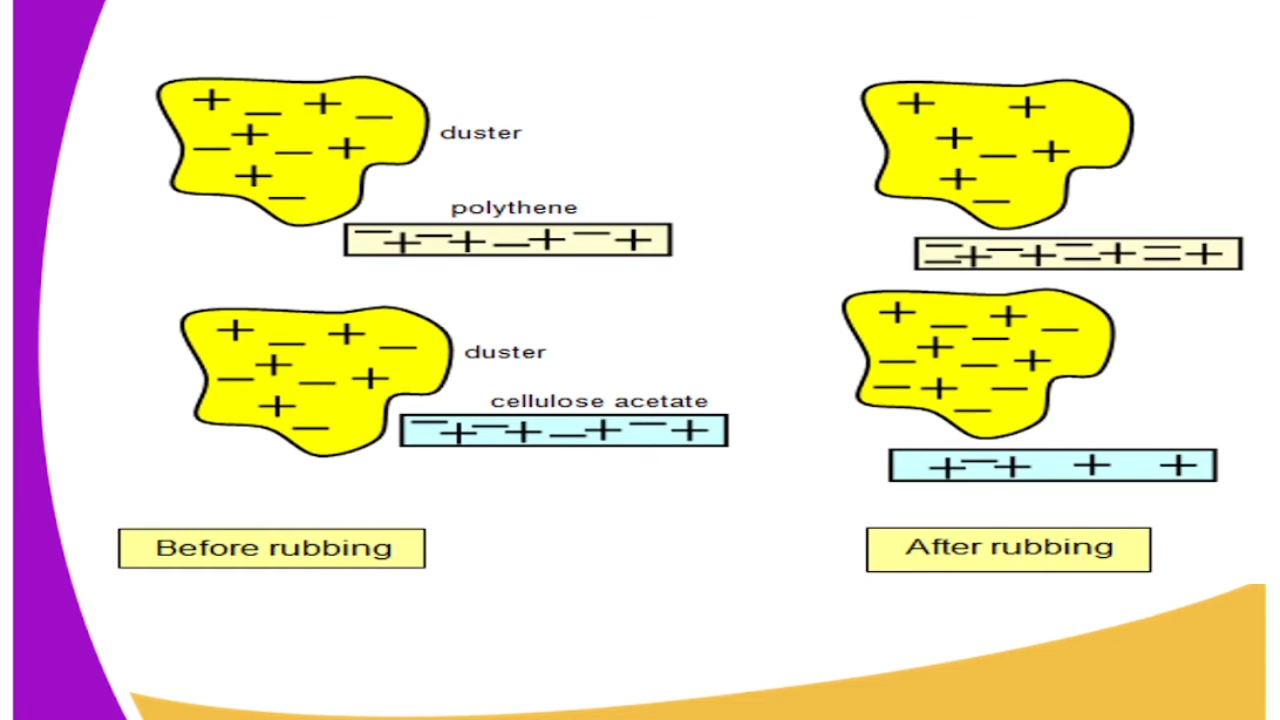 duster
polythene
duster
cellulose acetate
Before rubbing
After rubbing